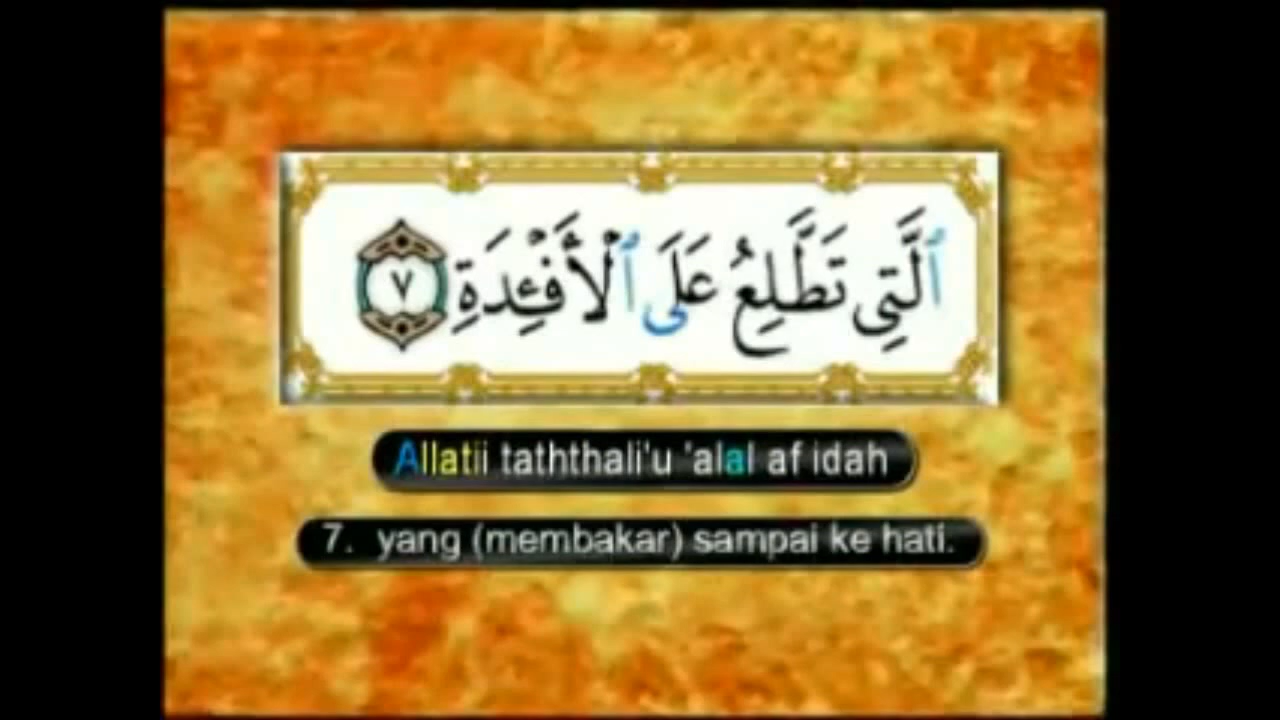 ٱلَّتِى تَطَّلِعُ عَلَى ٱلْأَفْـِٔدَةِ ٧
Allatii taththali'u 'alal af idah
7. yang (membakar) sampai ke hati.